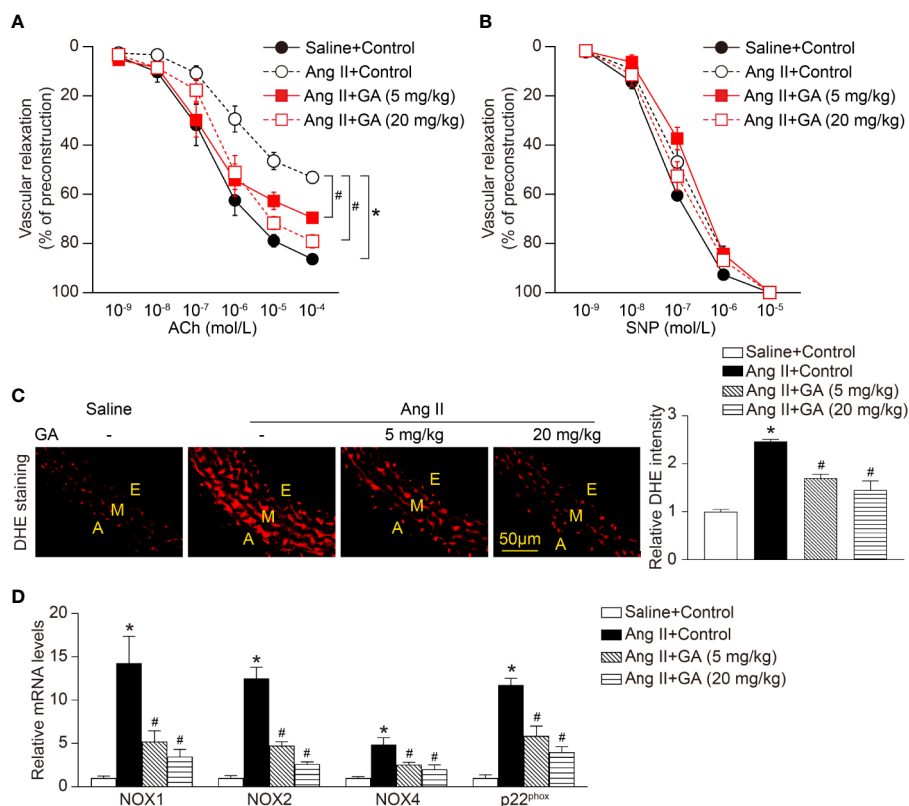 A
0
20
40
60
80
100
Vascular relaxation
(% of preconstruction)
Saline+Control
Ang II+Control
Ang II+GA (5 mg/kg)
Ang II+GA (20 mg/kg)
# # *
10⁻⁹ 10⁻⁸ 10⁻⁷ 10⁻⁶ 10⁻⁵ 10⁻⁴
ACh (mol/L)
B
0
20
40
60
80
100
Vascular relaxation
(% of preconstruction)
Saline+Control
Ang II+Control
Ang II+GA (5 mg/kg)
Ang II+GA (20 mg/kg)
10⁻⁹ 10⁻⁸ 10⁻⁷ 10⁻⁶ 10⁻⁵
SNP (mol/L)
C
Saline Ang II
GA - - 5 mg/kg 20 mg/kg
DHE staining
E M A
E M A
E M A
E M A
50μm
Saline+Control
Ang II+Control
Ang II+GA (5 mg/kg)
Ang II+GA (20 mg/kg)
Relative DHE intensity
3
2
1
0
* # #
D
Relative mRNA levels
20
15
10
5
0
* # #
* # #
* # #
* # #
NOX1 NOX2 NOX4 p22ᵖʰᵒˣ
Saline+Control
Ang II+Control
Ang II+GA (5 mg/kg)
Ang II+GA (20 mg/kg)